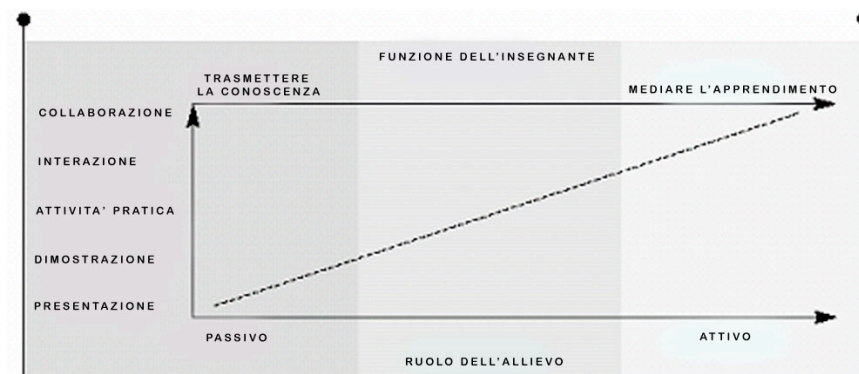 FUNZIONE DELL'INSEGNANTE
TRASMETTERE
LA CONOSCENZA
MEDIARE L'APPRENDIMENTO
COLLABORAZIONE
INTERAZIONE
ATTIVITA' PRATICA
DIMOSTRAZIONE
PRESENTAZIONE
PASSIVO
ATTIVO
RUOLO DELL'ALLIEVO